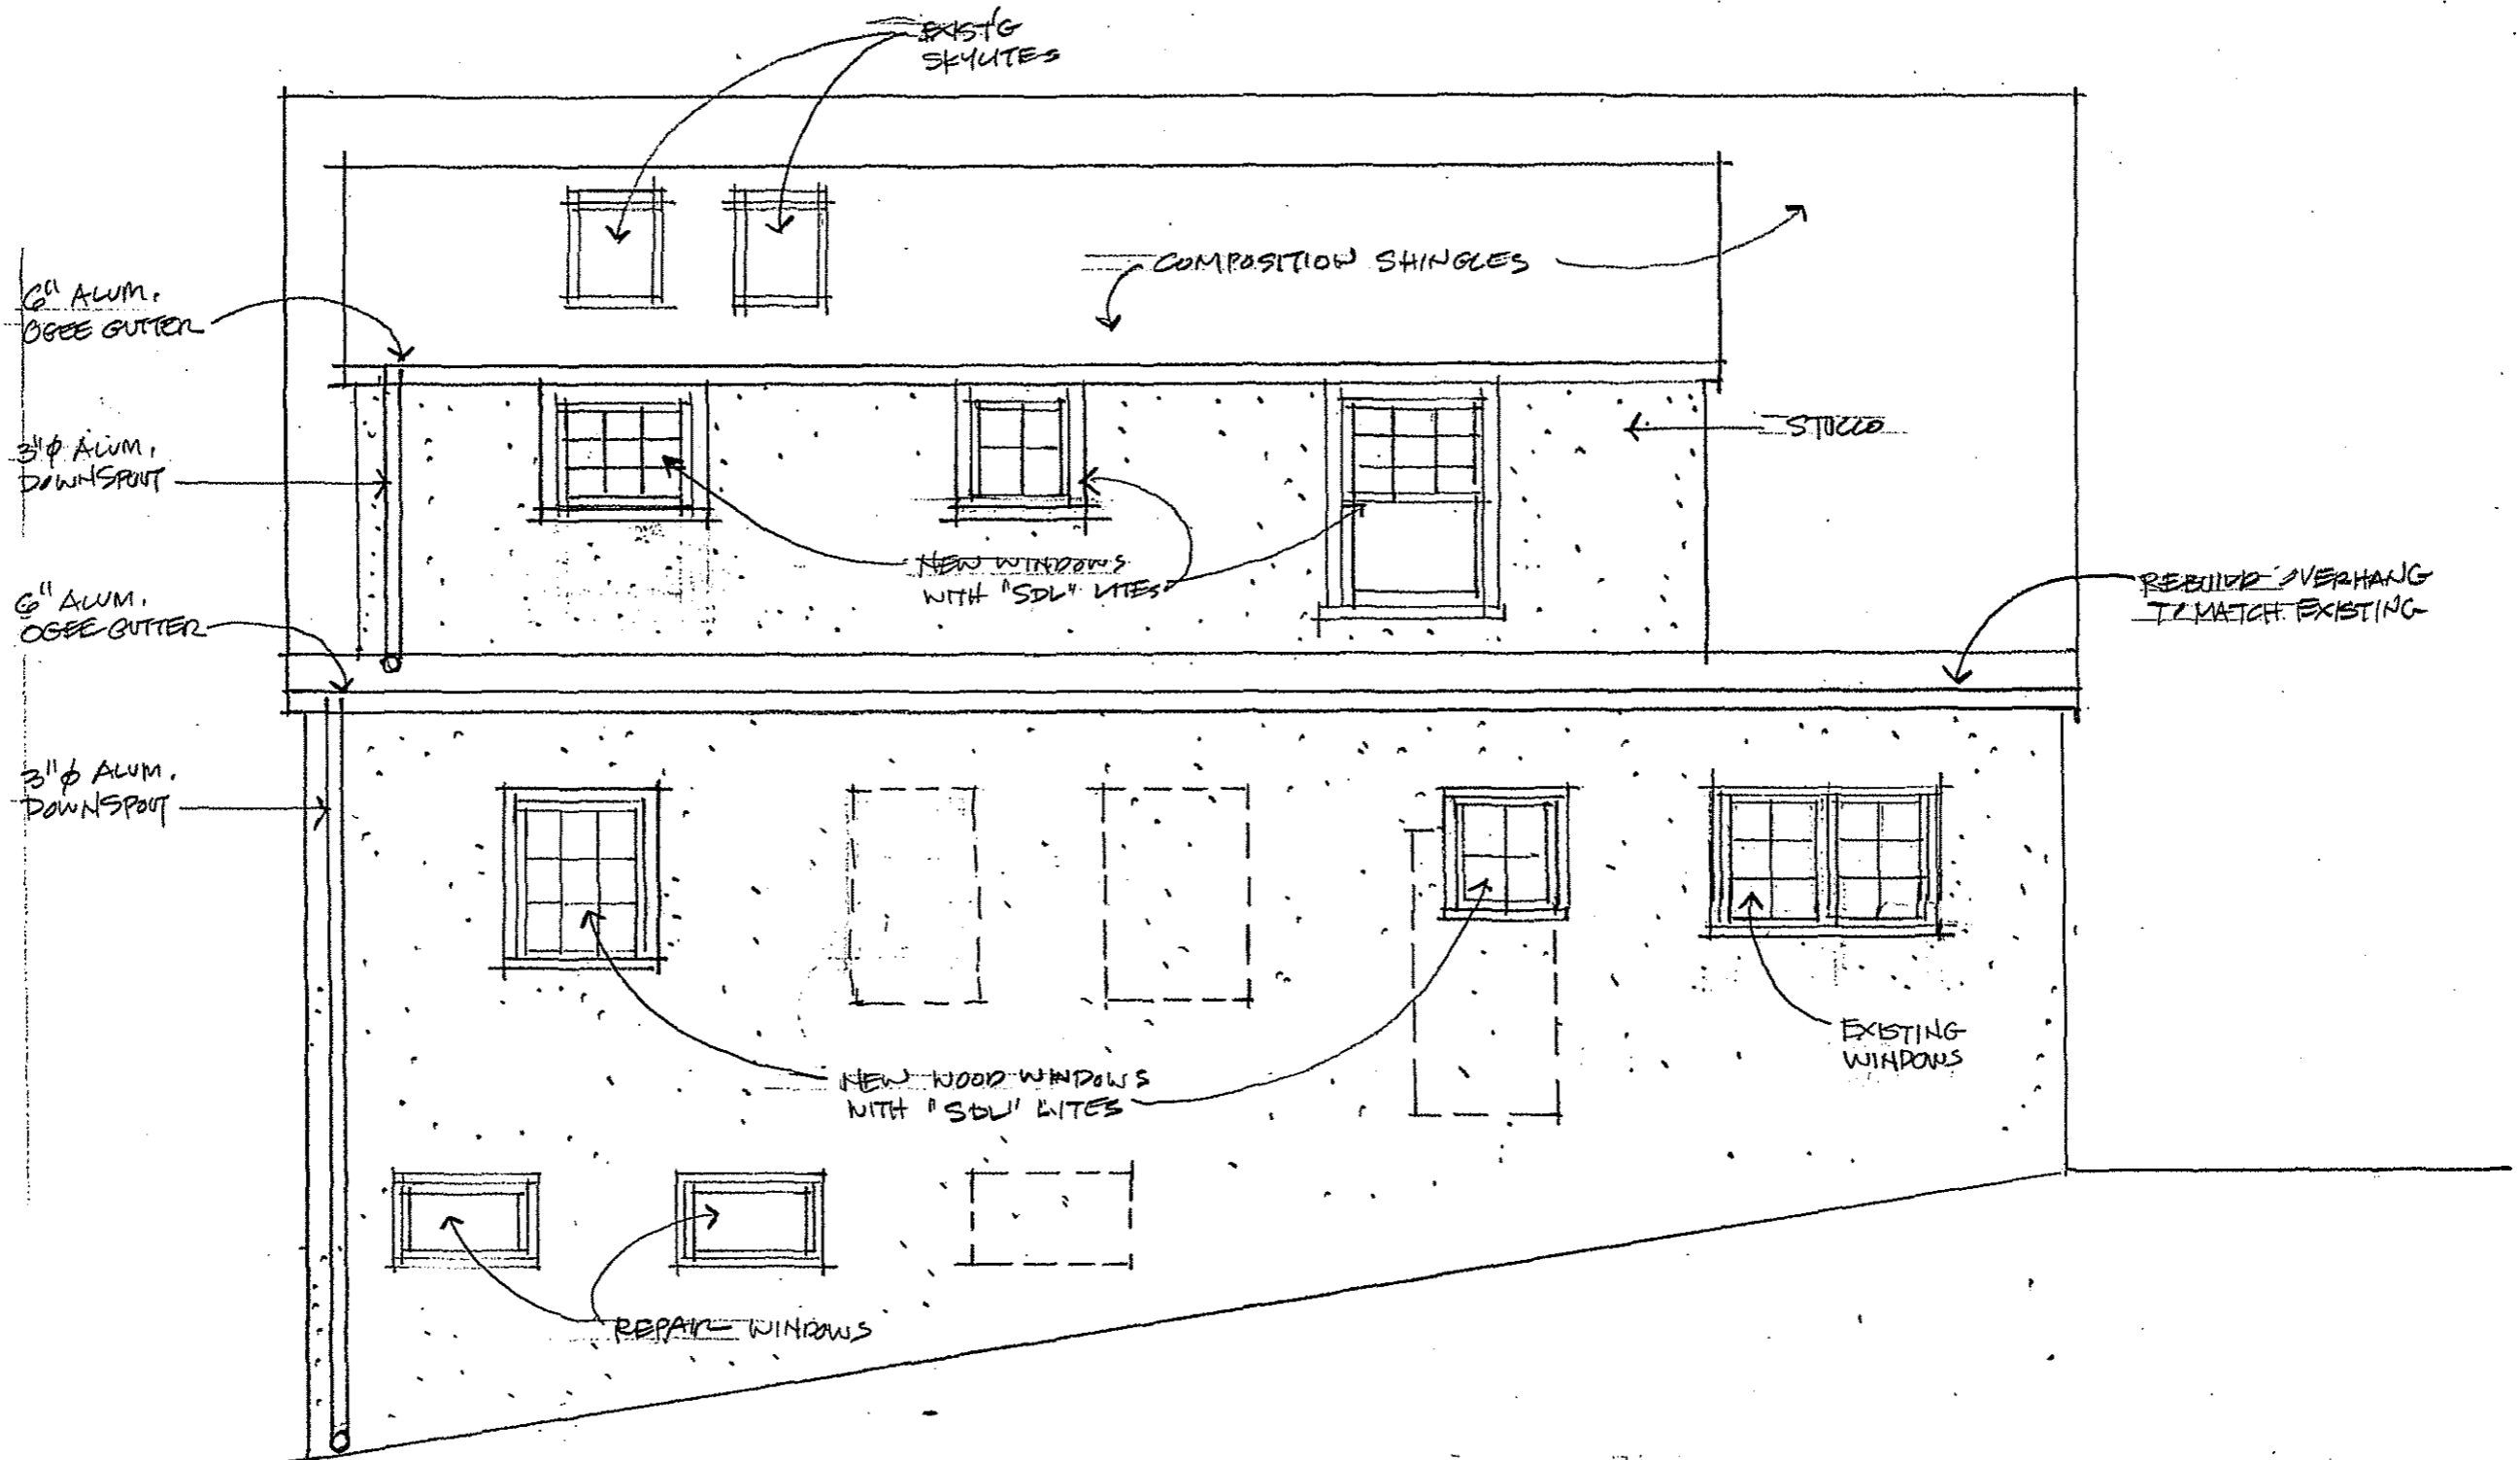 EXIST'G
SKYLITES
COMPOSITION SHINGLES
6" ALUM.
OGEE GUTTER
3"φ ALUM.
DOWNSPOUT
STUCCO
NEW WINDOWS
WITH "SDL" LITES
6" ALUM.
OGEE GUTTER
REBUILD OVERHANG
TO MATCH EXISTING
3"φ ALUM.
DOWNSPOUT
EXISTING
WINDOWS
NEW WOOD WINDOWS
WITH "SDL" LITES
REPAIR WINDOWS